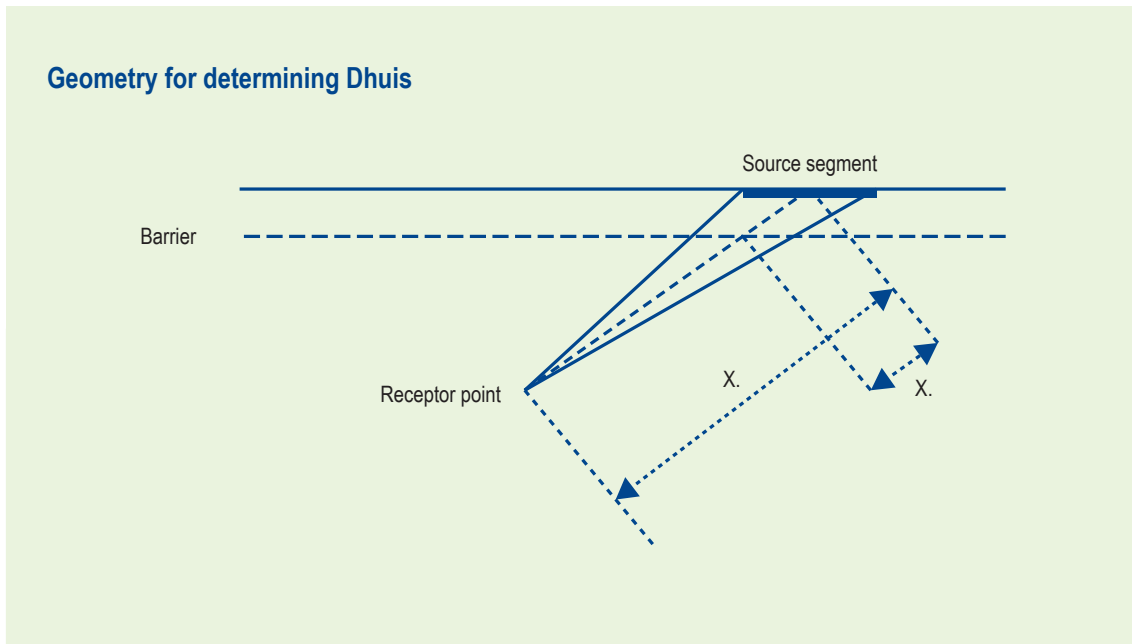 Geometry for determining Dhuis
Source segment
Barrier
Receptor point
X.
X.